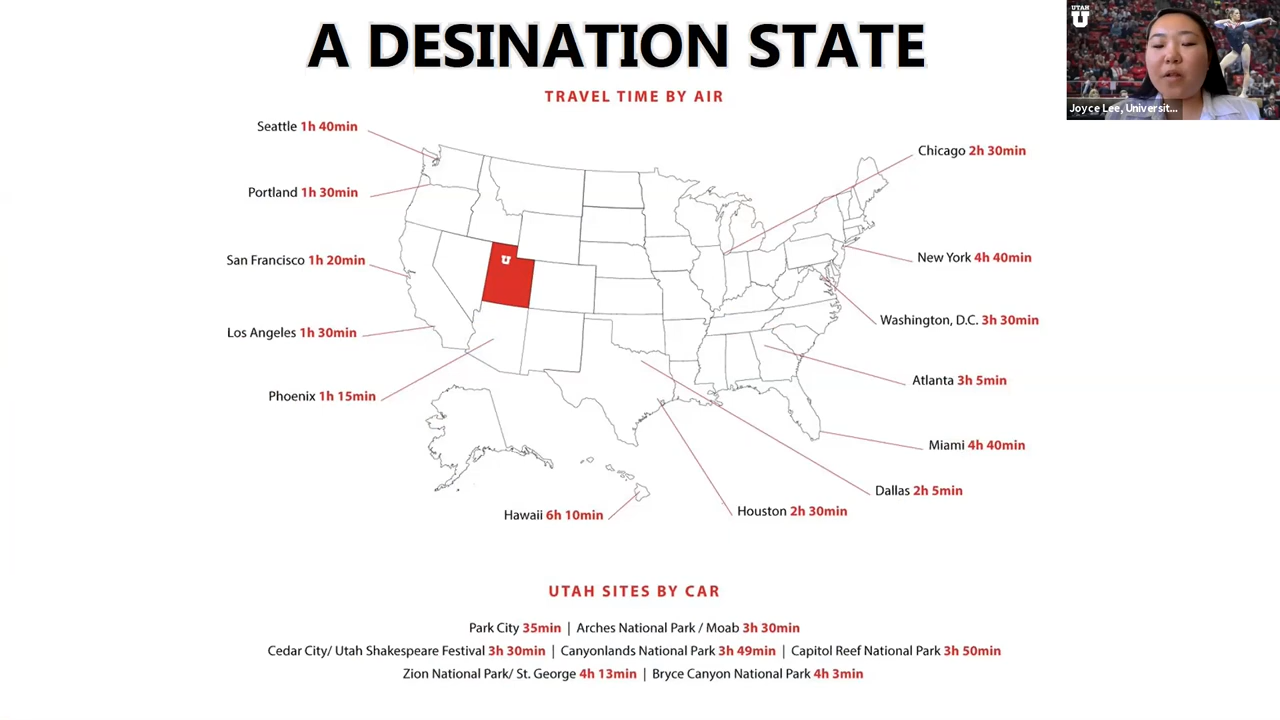 A DESINATION STATE
TRAVEL TIME BY AIR
UTAH
U
Joyce Lee, Universit...
Seattle 1h 40min
Portland 1h 30min
San Francisco 1h 20min
Los Angeles 1h 30min
Phoenix 1h 15min
Hawaii 6h 10min
U
Chicago 2h 30min
New York 4h 40min
Washington, D.C. 3h 30min
Atlanta 3h 5min
Miami 4h 40min
Dallas 2h 5min
Houston 2h 30min
UTAH SITES BY CAR
Park City 35min | Arches National Park / Moab 3h 30min
Cedar City/ Utah Shakespeare Festival 3h 30min | Canyonlands National Park 3h 49min | Capitol Reef National Park 3h 50min
Zion National Park/ St. George 4h 13min | Bryce Canyon National Park 4h 3min